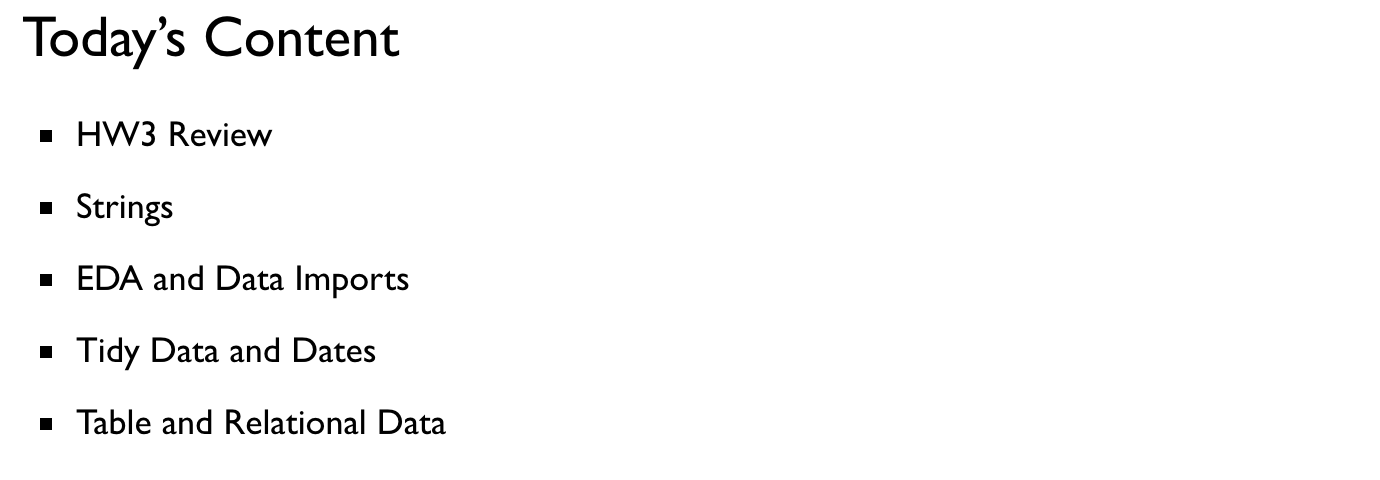 Today’s Content
▪ HW3 Review
▪ Strings
▪ EDA and Data Imports
▪ Tidy Data and Dates
▪ Table and Relational Data